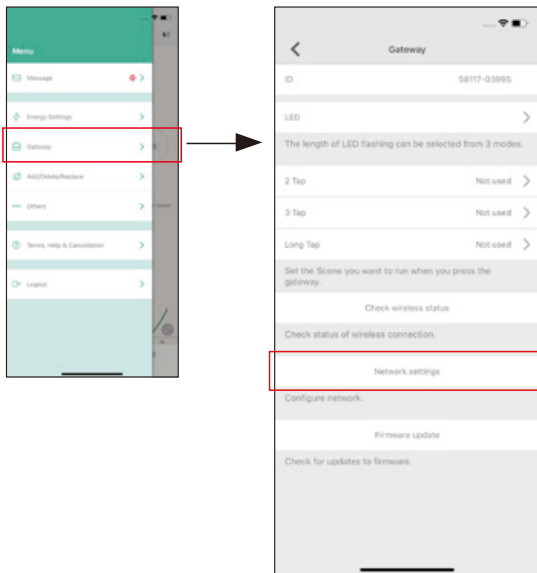 Menu
Message
Energy Settings
Gateway
Add/Delete/Replace
Others
Terms, Help & Cancellation
Logout
Gateway
ID 58117-03995
LED
The length of LED flashing can be selected from 3 modes.
2 Tap Not used
3 Tap Not used
Long Tap Not used
Set the Scene you want to run when you press the
gateway.
Check wireless status
Check status of wireless connection.
Network settings
Configure network.
Firmware update
Check for updates to firmware.